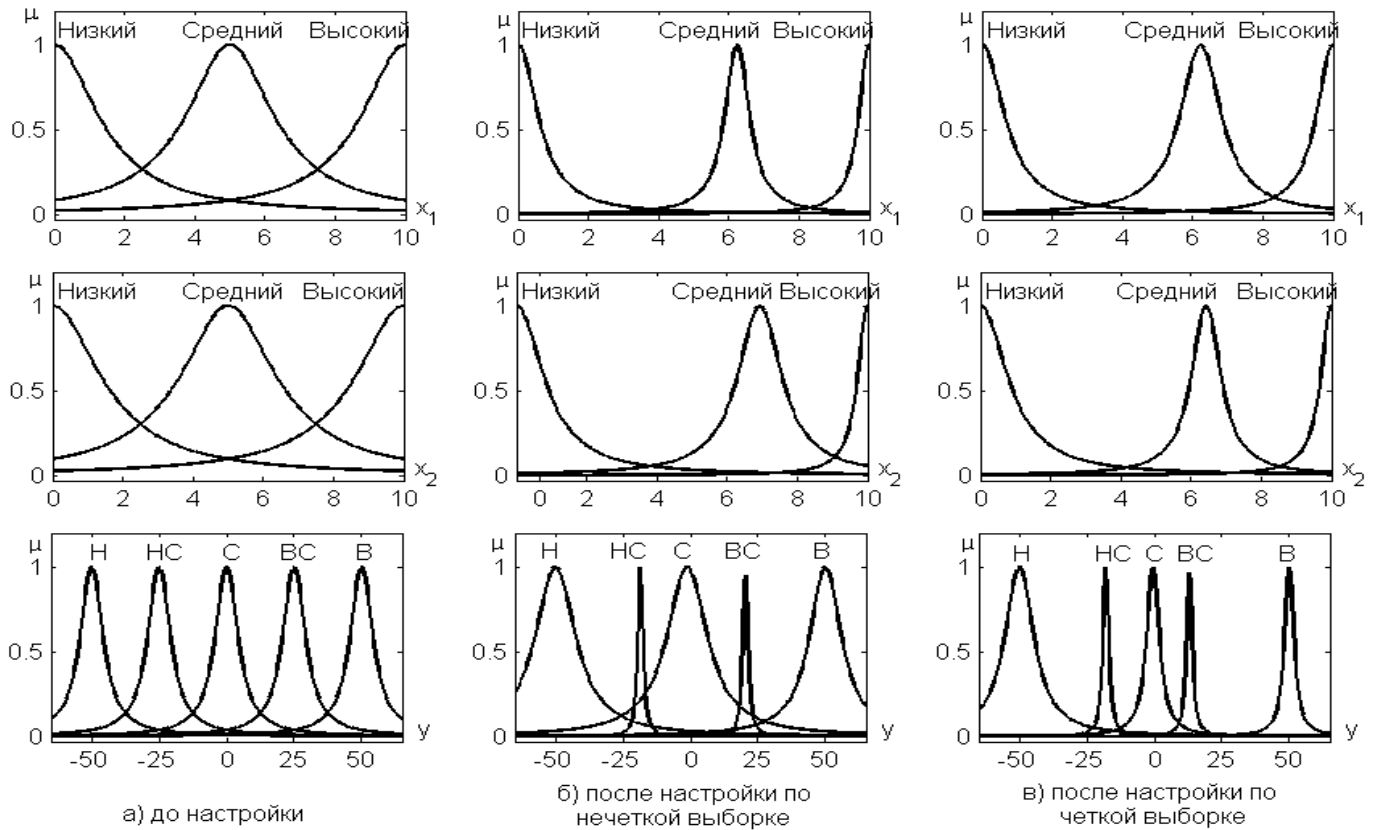 μ
Низкий Средний Высокий
1
0.5
0
0 2 4 6 8 10
x1
μ
Низкий Средний Высокий
1
0.5
0
0 2 4 6 8 10
x1
μ
Низкий Средний Высокий
1
0.5
0
0 2 4 6 8 10
x1
μ
Низкий Средний Высокий
1
0.5
0
0 2 4 6 8 10
x2
μ
Низкий Средний Высокий
1
0.5
0
0 2 4 6 8 10
x2
μ
Низкий Средний Высокий
1
0.5
0
0 2 4 6 8 10
x2
μ
Н НС С ВС В
1
0.5
0
-50 -25 0 25 50
y
μ
Н НС С ВС В
1
0.5
0
-50 -25 0 25 50
y
μ
Н НС С ВС В
1
0.5
0
-50 -25 0 25 50
y
а) до настройки
б) после настройки по
нечеткой выборке
в) после настройки по
четкой выборке